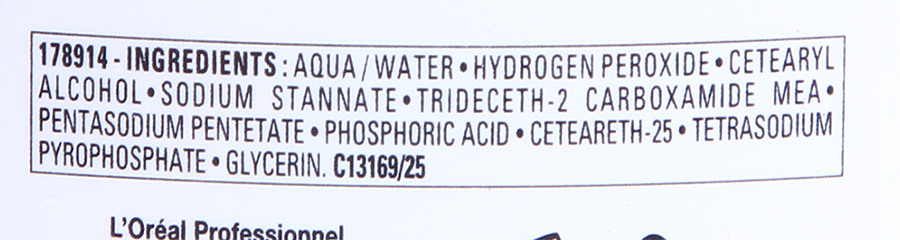 178914 - INGREDIENTS : AQUA / WATER • HYDROGEN PEROXIDE • CETEARYL
ALCOHOL • SODIUM STANNATE • TRIDECETH-2 CARBOXAMIDE MEA •
PENTASODIUM PENTETATE • PHOSPHORIC ACID • CETEARETH-25 • TETRASODIUM
PYROPHOSPHATE • GLYCERIN. C13169/25
L'Oréal Professionnel